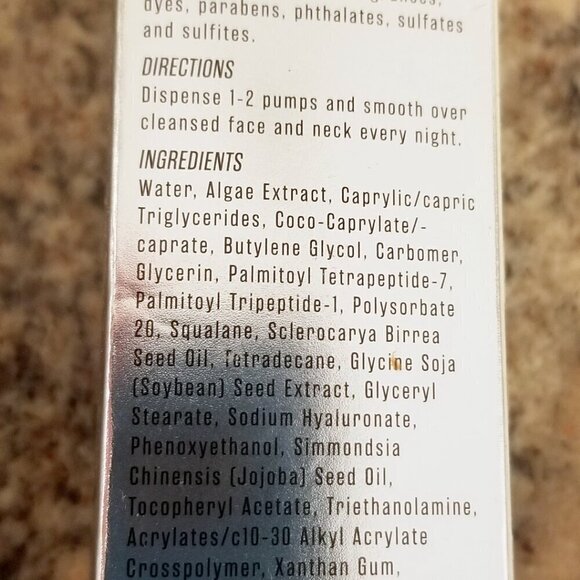 dyes, parabens, phthalates, sulfates
and sulfites.
DIRECTIONS
Dispense 1-2 pumps and smooth over
cleansed face and neck every night.
INGREDIENTS
Water, Algae Extract, Caprylic/capric
Triglycerides, Coco-Caprylate/-
caprate, Butylene Glycol, Carbomer,
Glycerin, Palmitoyl Tetrapeptide-7,
Palmitoyl Tripeptide-1, Polysorbate
20, Squalane, Sclerocarya Birrea
Seed Oil, Tetradecane, Glycine Soja
(Soybean) Seed Extract, Glyceryl
Stearate, Sodium Hyaluronate,
Phenoxyethanol, Simmondsia
Chinensis (Jojoba) Seed Oil,
Tocopheryl Acetate, Triethanolamine,
Acrylates/c10-30 Alkyl Acrylate
Crosspolymer, Xanthan Gum,